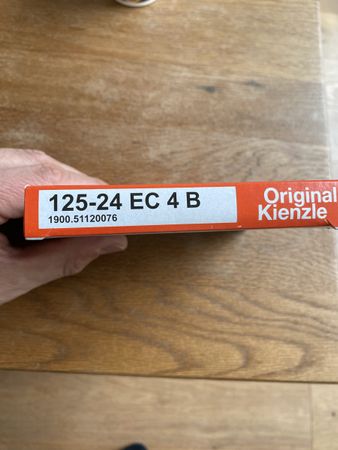 125-24 EC 4 B
1900.51120076
Original
Kienzle